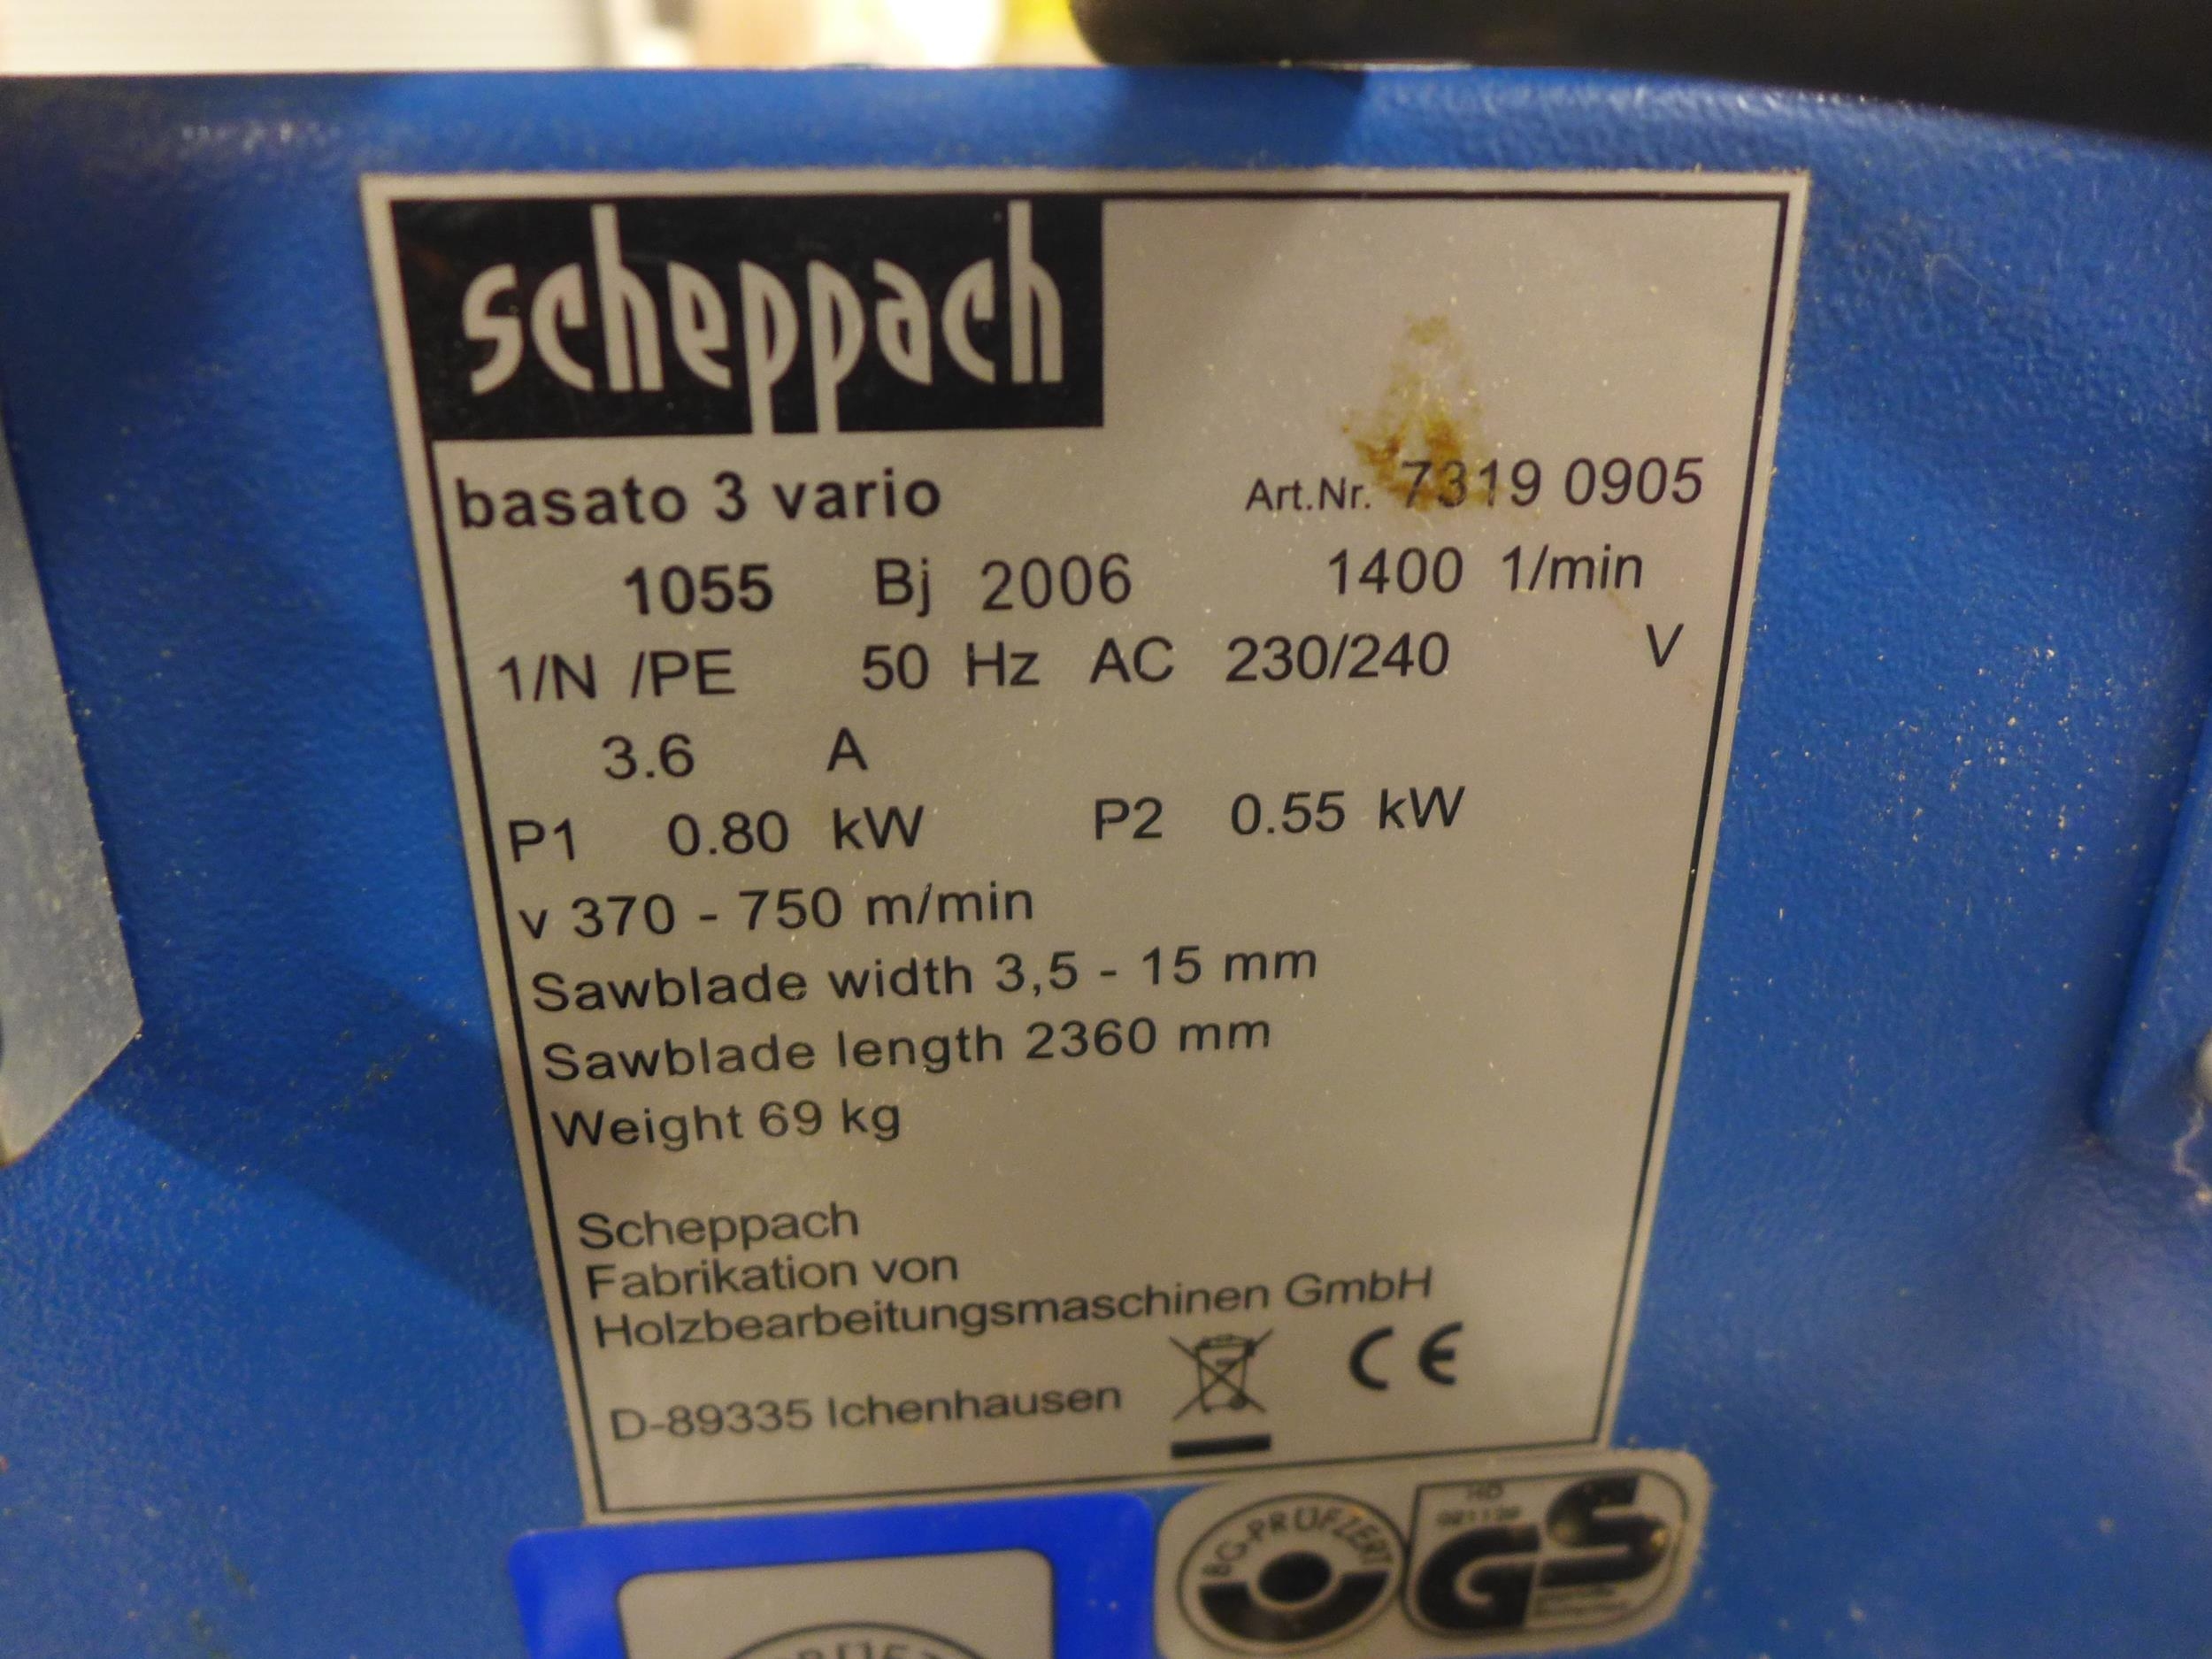 scheppach
basato 3 vario Art.Nr. 7319 0905
1055 Bj 2006 1400 1/min
1/N /PE 50 Hz AC 230/240 V
3.6 A
P1 0.80 kW P2 0.55 kW
v 370 - 750 m/min
Sawblade width 3,5 - 15 mm
Sawblade length 2360 mm
Weight 69 kg
Scheppach
Fabrikation von
Holzbearbeitungsmaschinen GmbH
CE
D-89335 Ichenhausen
BG-PRÜFZERT
GS